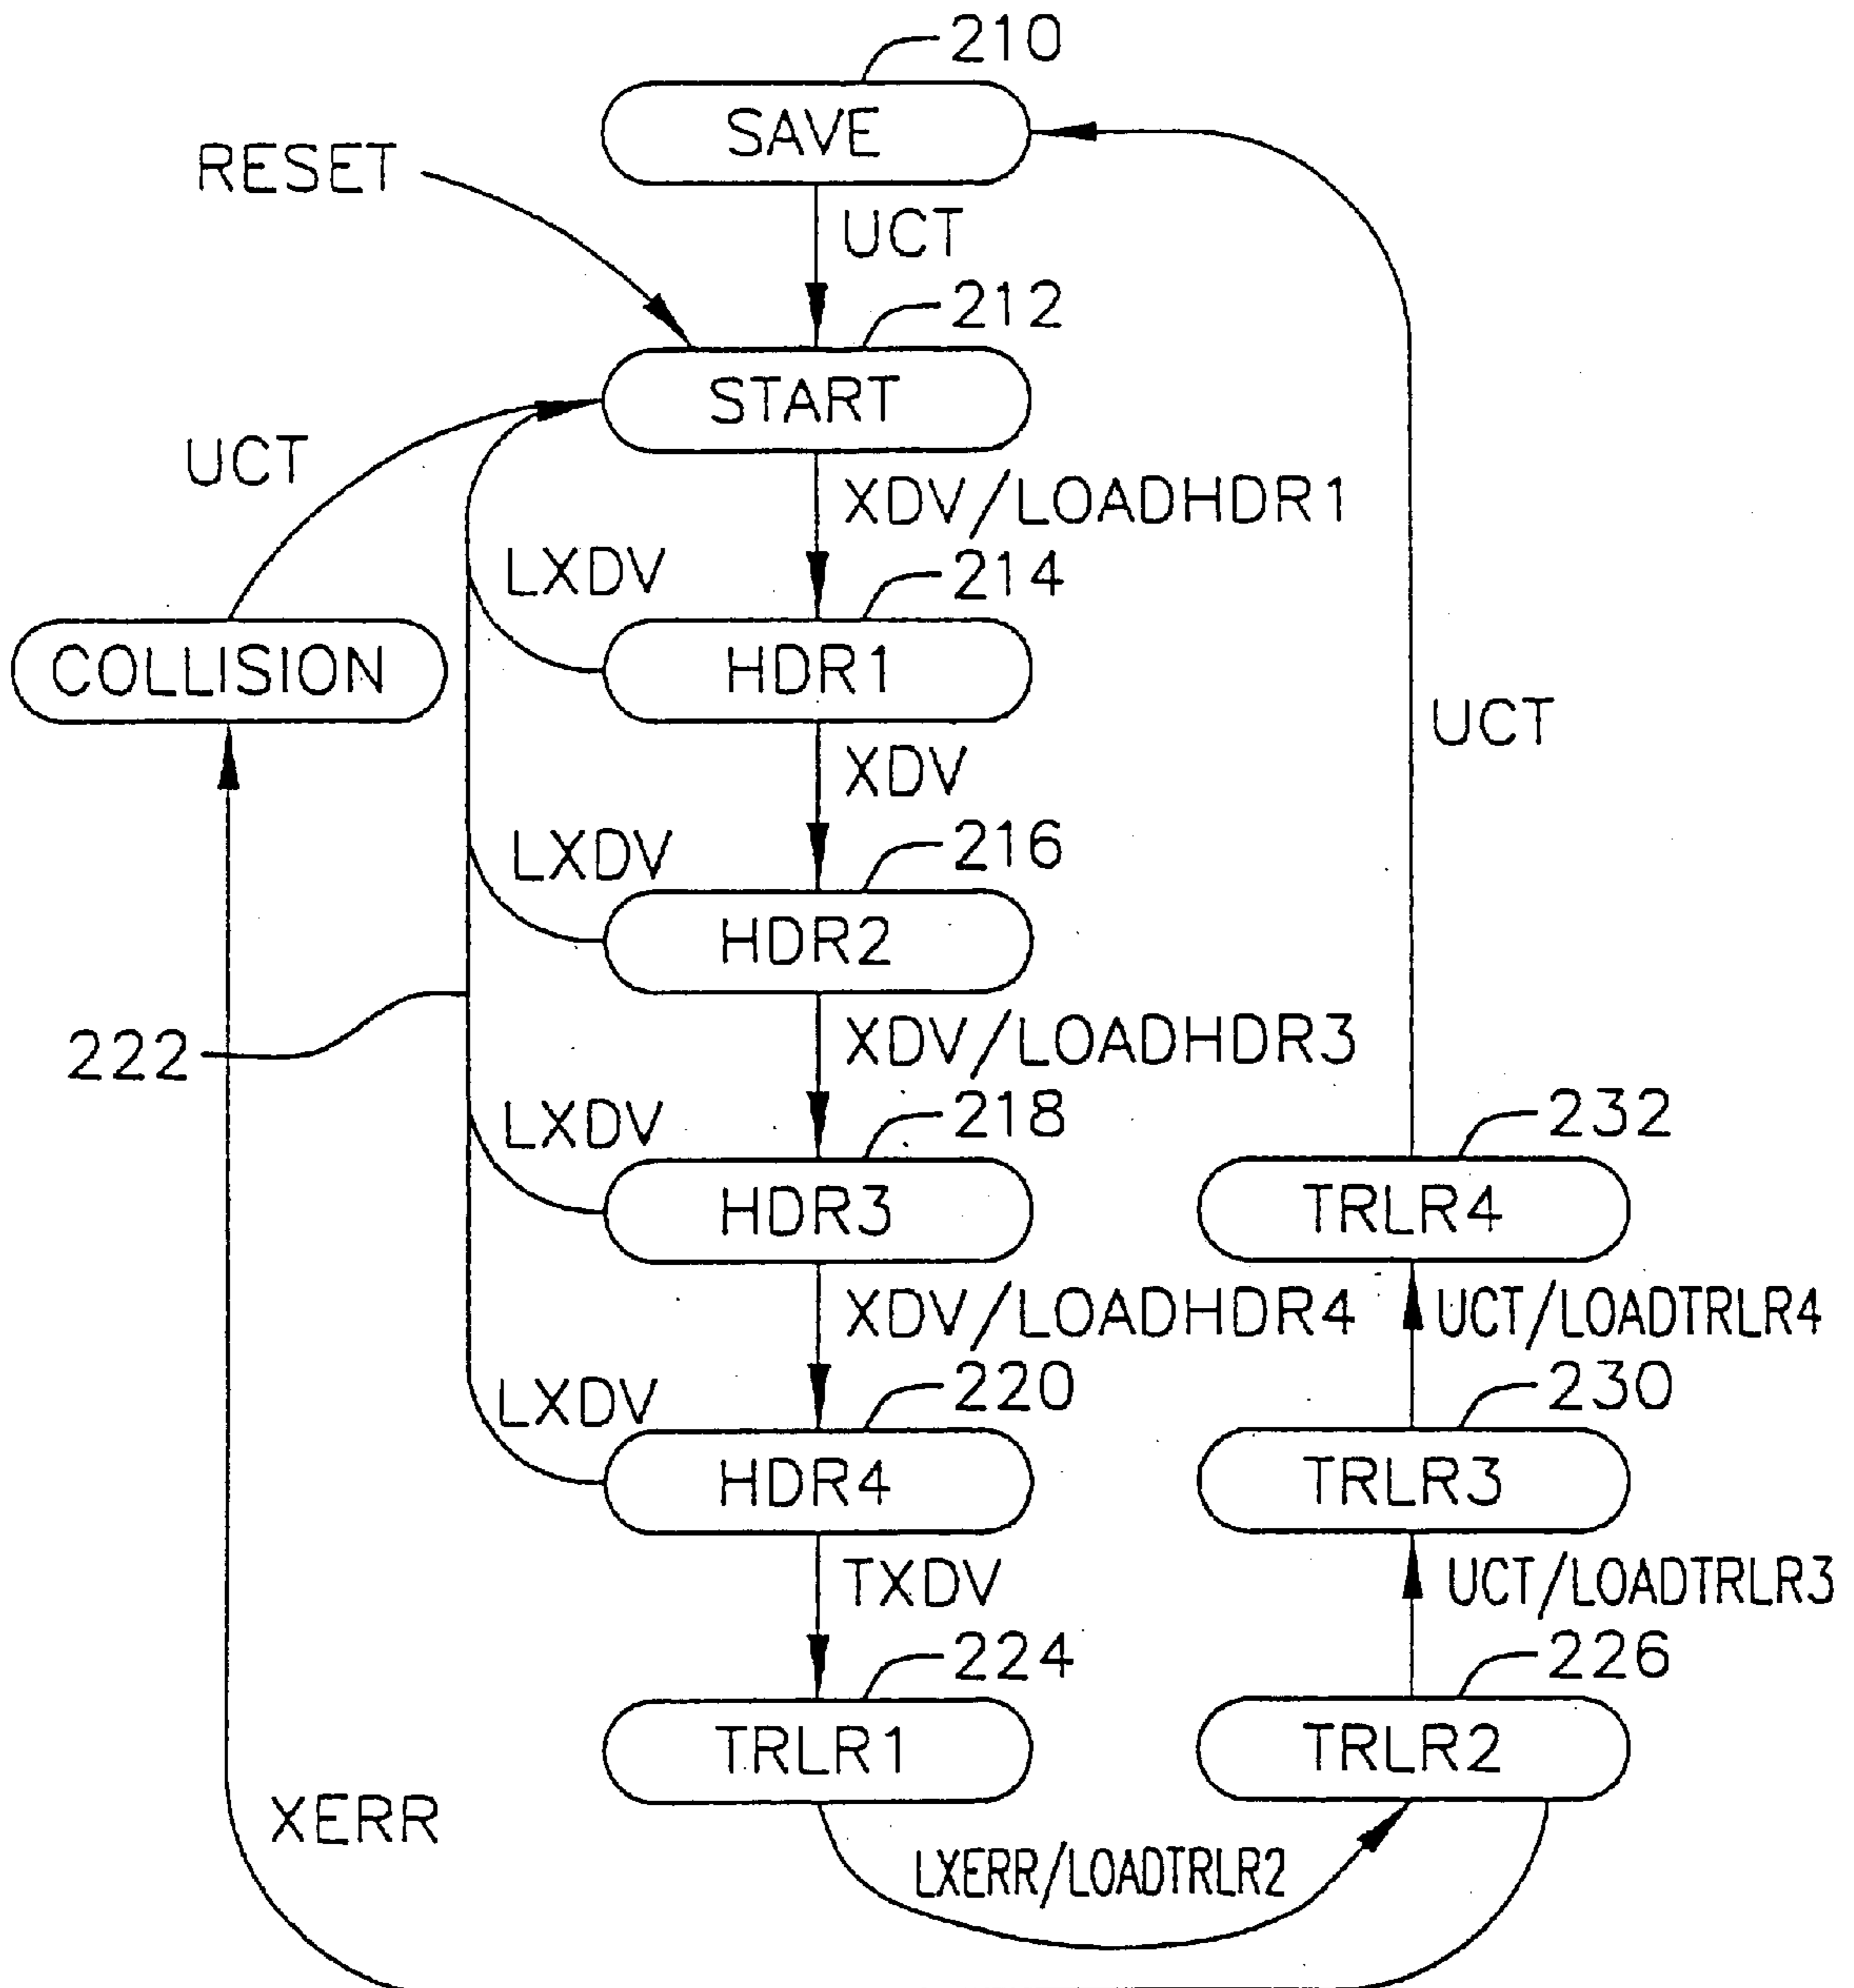 210
SAVE
RESET
UCT
212
START
UCT
XDV/LOADHDR1
LXDV
214
COLLISION
HDR1
UCT
XDV
216
LXDV
HDR2
222
XDV/LOADHDR3
218
LXDV
232
HDR3
TRLR4
XDV/LOADHDR4
UCT/LOADTRLR4
220
230
LXDV
HDR4
TRLR3
TXDV
UCT/LOADTRLR3
224
226
TRLR1
TRLR2
XERR
LXERR/LOADTRLR2